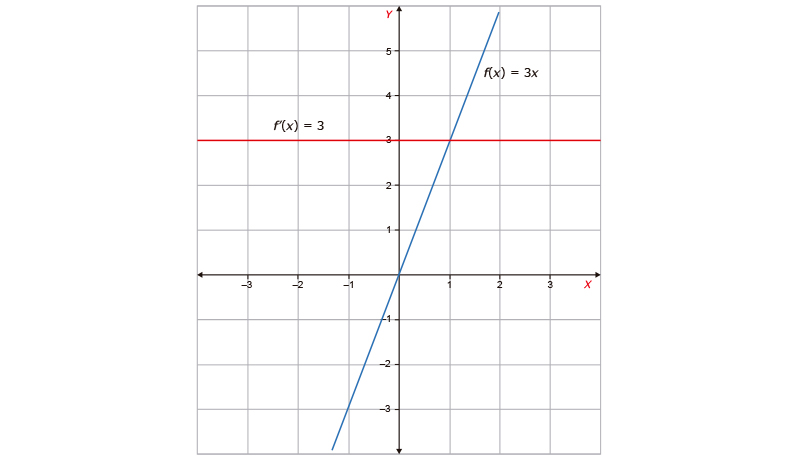 Y
5
f(x) = 3x
4
f′(x) = 3
3
2
1
–3 –2 –1 1 2 3 X
–1
–2
–3